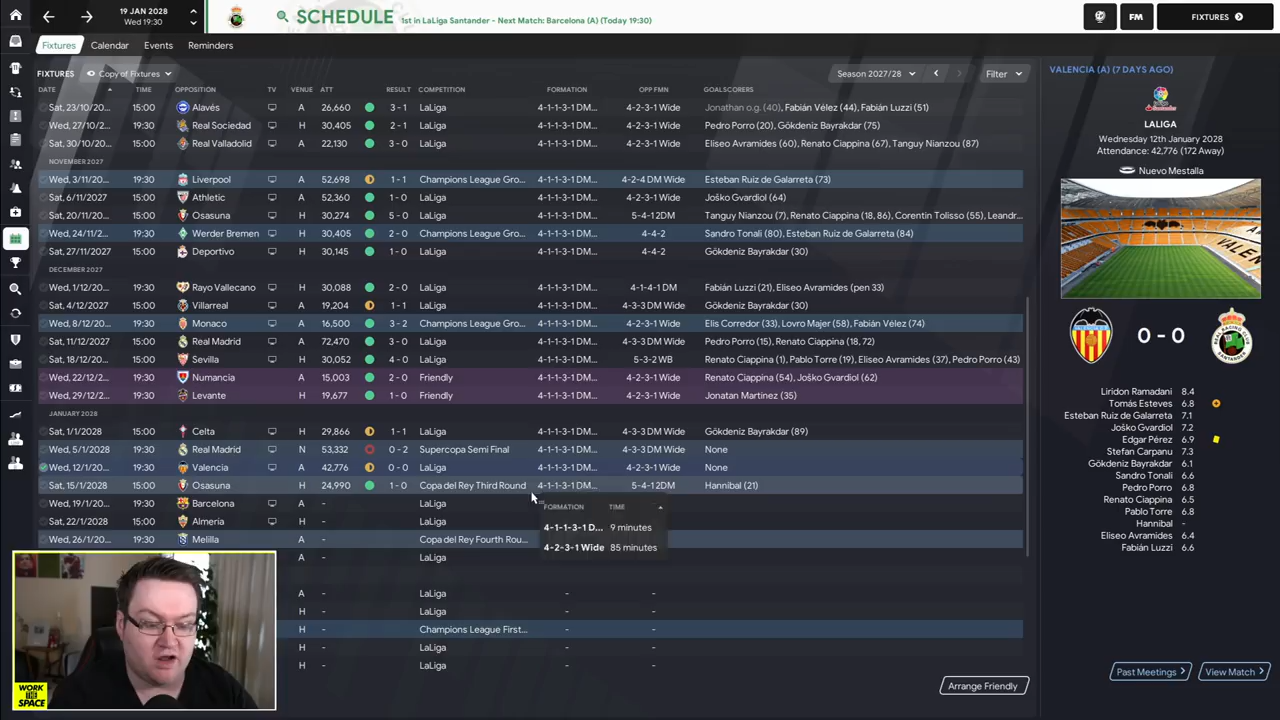 19 JAN 2028
Wed 19:30
SCHEDULE
1st in LaLiga Santander - Next Match: Barcelona (A) (Today 19:30)
FM
FIXTURES
Fixtures Calendar Events Reminders
FIXTURES Copy of Fixtures Season 2027/28 Filter
DATE TIME OPPOSITION TV VENUE ATT RESULT COMPETITION FORMATION OPP FMN GOALSCORERS
Sat, 23/10/20... 15:00 Alavés A 26,660 3 - 1 LaLiga 4-1-1-3-1 DM... 4-2-3-1 Wide Jonathan o.g. (40), Fabián Vélez (44), Fabián Luzzi (51)
Wed, 27/10/20... 19:30 Real Sociedad H 30,405 2 - 1 LaLiga 4-1-1-3-1 DM... 4-2-3-1 Wide Pedro Porro (20), Gökdeniz Bayrakdar (75)
Sat, 30/10/20... 15:00 Real Valladolid A 22,130 3 - 0 LaLiga 4-1-1-3-1 DM... 4-2-3-1 Wide Eliseo Avramides (60), Renato Ciappina (67), Tanguy Nianzou (87)
NOVEMBER 2027
Wed, 3/11/20... 19:30 Liverpool A 52,698 1 - 1 Champions League Gro... 4-1-1-3-1 DM... 4-2-4 DM Wide Esteban Ruiz de Galarreta (73)
Sat, 6/11/2027 15:00 Athletic A 52,360 1 - 0 LaLiga 4-1-1-3-1 DM... 4-2-3-1 Wide Joško Gvardiol (64)
Sat, 20/11/20... 15:00 Osasuna H 30,274 5 - 0 LaLiga 4-1-1-3-1 DM... 5-4-12DM Tanguy Nianzou (7), Renato Ciappina (18, 86), Corentin Tolisso (55), Leandr...
Wed, 24/11/2... 19:30 Werder Bremen H 30,405 2 - 0 Champions League Gro... 4-1-1-3-1 DM... 4-4-2 Sandro Tonali (80), Esteban Ruiz de Galarreta (84)
Sat, 27/11/2027 15:00 Deportivo H 30,145 1 - 0 LaLiga 4-1-1-3-1 DM... 4-4-2 Gökdeniz Bayrakdar (30)
DECEMBER 2027
Wed, 1/12/20... 19:30 Rayo Vallecano H 30,088 2 - 0 LaLiga 4-1-1-3-1 DM... 4-1-4-1 DM Fabián Luzzi (21), Eliseo Avramides (pen 33)
Sat, 4/12/2027 15:00 Villarreal A 19,204 1 - 1 LaLiga 4-1-1-3-1 DM... 4-3-3 DM Wide Gökdeniz Bayrakdar (30)
Wed, 8/12/20... 19:30 Monaco A 16,500 3 - 2 Champions League Gro... 4-1-1-3-1 DM... 4-2-3-1 Wide Elis Corredor (33), Lovro Majer (58), Fabián Vélez (74)
Sat, 11/12/2027 15:00 Real Madrid A 72,470 3 - 0 LaLiga 4-1-1-3-1 DM... 4-3-3 DM Wide Pedro Porro (15), Renato Ciappina (18, 72)
Sat, 18/12/20... 15:00 Sevilla H 30,052 4 - 0 LaLiga 4-1-1-3-1 DM... 5-3-2 WB Renato Ciappina (1), Pablo Torre (19), Eliseo Avramides (37), Pedro Porro (43)
Wed, 22/12/... 19:30 Numancia A 15,003 2 - 0 Friendly 4-1-1-3-1 DM... 4-2-3-1 Wide Renato Ciappina (54), Joško Gvardiol (62)
Wed, 29/12/... 19:30 Levante H 19,677 1 - 0 Friendly 4-1-1-3-1 DM... 4-2-3-1 Wide Jonatan Martínez (35)
JANUARY 2028
Sat, 1/1/2028 15:00 Celta H 29,866 1 - 1 LaLiga 4-1-1-3-1 DM... 4-3-3 DM Wide Gökdeniz Bayrakdar (89)
Wed, 5/1/2028 19:30 Real Madrid N 53,332 0 - 2 Supercopa Semi Final 4-1-1-3-1 DM... 4-3-3 DM Wide None
Wed, 12/1/20... 19:30 Valencia A 42,776 0 - 0 LaLiga 4-1-1-3-1 DM... 4-2-3-1 Wide None
Sat, 15/1/2028 15:00 Osasuna H 24,990 1 - 0 Copa del Rey Third Round 4-1-1-3-1 DM... 5-4-12DM Hannibal (21)
Wed, 19/1/20... 19:30 Barcelona A - LaLiga
FORMATION TIME
Sat, 22/1/2028 15:00 Almería H - LaLiga
4-1-1-3-1 D... 9 minutes
Wed, 26/1/20... 19:30 Melilla A - Copa del Rey Fourth Rou...
4-2-3-1 Wide 85 minutes
A - LaLiga
A - LaLiga - -
H - LaLiga - -
H - Champions League First... - -
H - LaLiga - -
H - LaLiga - -
Arrange Friendly
WORK
THE
SPACE
VALENCIA (A) (7 DAYS AGO)
LALIGA
Wednesday 12th January 2028
Attendance: 42,776 (172 Away)
Nuevo Mestalla
0 - 0
Liridon Ramadani 8.4
Tomás Esteves 6.8
Esteban Ruiz de Galarreta 7.1
Joško Gvardiol 7.2
Edgar Pérez 6.9
Stefan Carpanu 7.3
Gökdeniz Bayrakdar 6.1
Sandro Tonali 6.6
Pedro Porro 6.8
Renato Ciappina 6.5
Pablo Torre 6.8
Hannibal -
Eliseo Avramides 6.4
Fabián Luzzi 6.6
Past Meetings View Match